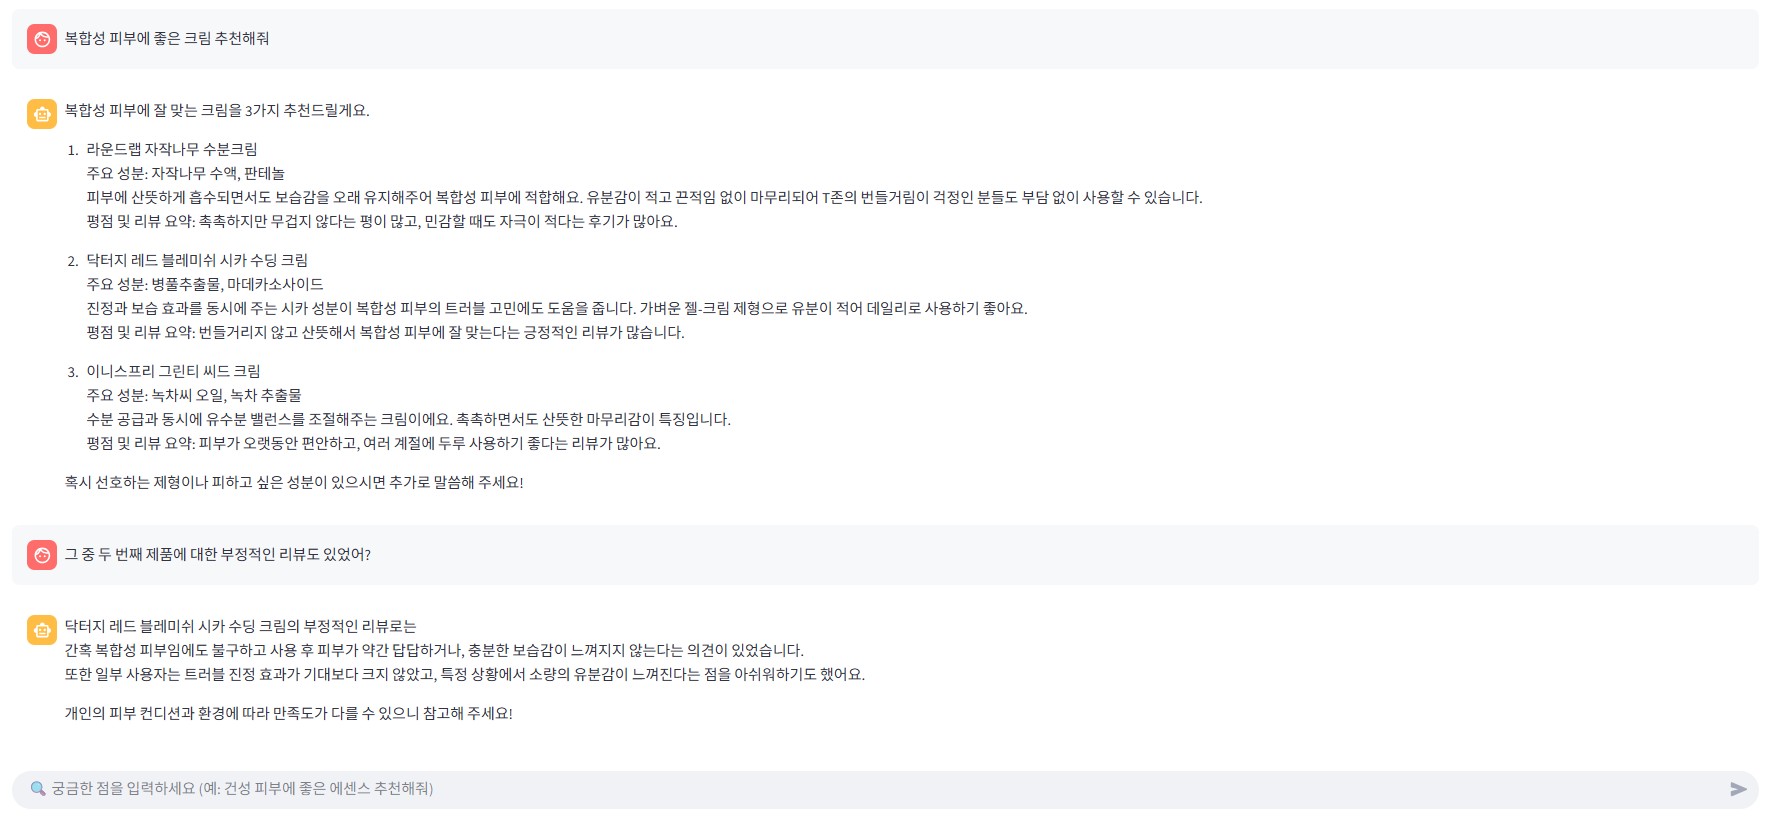 복합성 피부에 좋은 크림 추천해줘
복합성 피부에 잘 맞는 크림을 3가지 추천드릴게요.
1. 라운드랩 자작나무 수분크림
주요 성분: 자작나무 수액, 판테놀
피부에 산뜻하게 흡수되면서도 보습감을 오래 유지해주어 복합성 피부에 적합해요. 유분감이 적고 끈적임 없이 마무리되어 T존의 번들거림이 걱정인 분들도 부담 없이 사용할 수 있습니다.
평점 및 리뷰 요약: 촉촉하지만 무겁지 않다는 평이 많고, 민감할 때도 자극이 적다는 후기가 많아요.
2. 닥터지 레드 블레미쉬 시카 수딩 크림
주요 성분: 병풀추출물, 마데카소사이드
진정과 보습 효과를 동시에 주는 시카 성분이 복합성 피부의 트러블 고민에도 도움을 줍니다. 가벼운 젤-크림 제형으로 유분이 적어 데일리로 사용하기 좋아요.
평점 및 리뷰 요약: 번들거리지 않고 산뜻해서 복합성 피부에 잘 맞는다는 긍정적인 리뷰가 많습니다.
3. 이니스프리 그린티 씨드 크림
주요 성분: 녹차씨 오일, 녹차 추출물
수분 공급과 동시에 유수분 밸런스를 조절해주는 크림이에요. 촉촉하면서도 산뜻한 마무리감이 특징입니다.
평점 및 리뷰 요약: 피부가 오랫동안 편안하고, 여러 계절에 두루 사용하기 좋다는 리뷰가 많아요.
혹시 선호하는 제형이나 피하고 싶은 성분이 있으시면 추가로 말씀해 주세요!
그 중 두 번째 제품에 대한 부정적인 리뷰도 있었어?
닥터지 레드 블레미쉬 시카 수딩 크림의 부정적인 리뷰로는
간혹 복합성 피부임에도 불구하고 사용 후 피부가 약간 답답하거나, 충분한 보습감이 느껴지지 않는다는 의견이 있었습니다.
또한 일부 사용자는 트러블 진정 효과가 기대보다 크지 않았고, 특정 상황에서 소량의 유분감이 느껴진다는 점을 아쉬워하기도 했어요.
개인의 피부 컨디션과 환경에 따라 만족도가 다를 수 있으니 참고해 주세요!
🔍 궁금한 점을 입력하세요 (예: 건성 피부에 좋은 에센스 추천해줘)